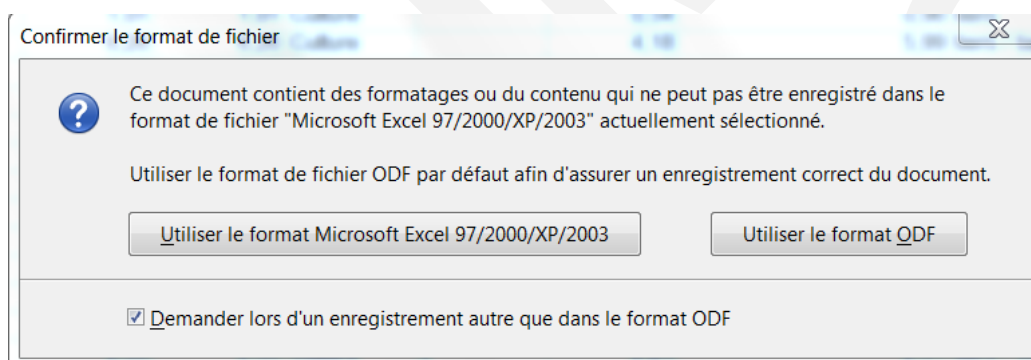 Culture
4.18
Confirmer le format de fichier
Ce document contient des formatages ou du contenu qui ne peut pas être enregistré dans le
format de fichier "Microsoft Excel 97/2000/XP/2003" actuellement sélectionné.
Utiliser le format de fichier ODF par défaut afin d'assurer un enregistrement correct du document.
Utiliser le format Microsoft Excel 97/2000/XP/2003 Utiliser le format ODF
Demander lors d'un enregistrement autre que dans le format ODF